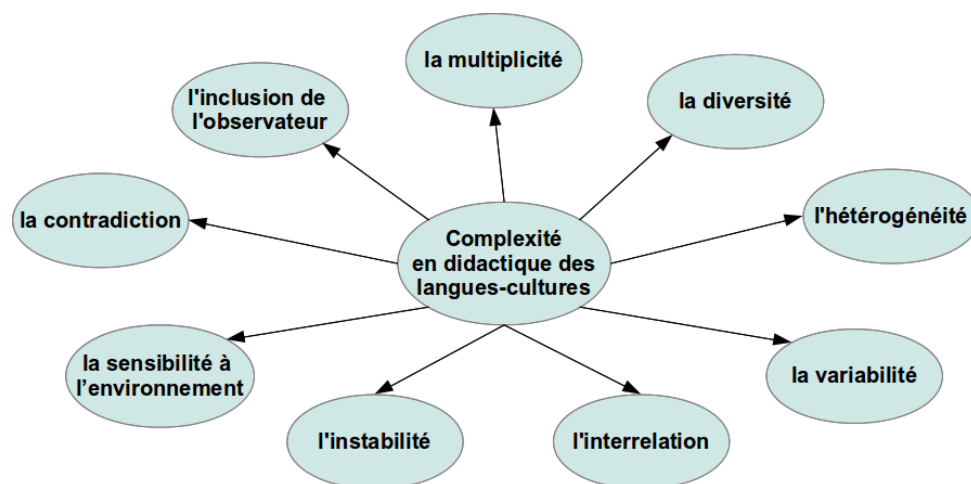 la multiplicité
l'inclusion de
l'observateur
la diversité
la contradiction
Complexité
en didactique des
langues-cultures
l'hétérogénéité
la sensibilité à
l’environnement
la variabilité
l'instabilité
l'interrelation